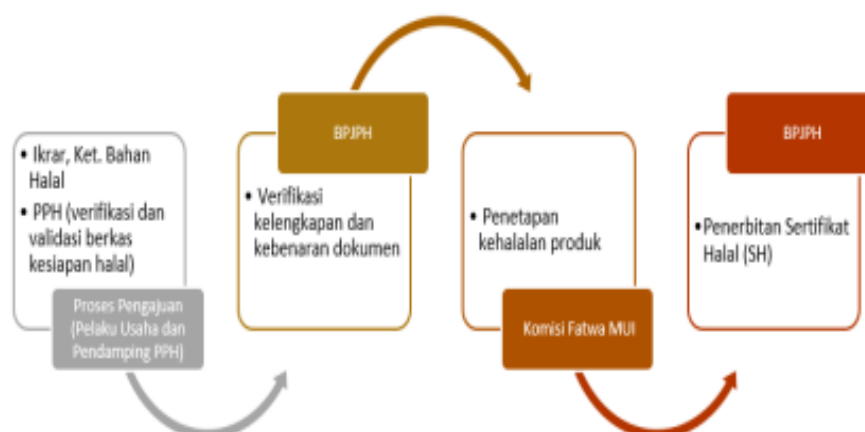 • Ikrar, Ket. Bahan
Halal
• PPH (verifikasi dan
validasi berkas
kesiapan halal)
Proses Pengajuan
(Pelaku Usaha dan
Pendamping PPH)
BPJPH
• Verifikasi
kelengkapan dan
kebenaran dokumen
• Penetapan
kehalalan produk
Komisi Fatwa MUI
BPJPH
•Penerbitan Sertifikat
Halal (SH)